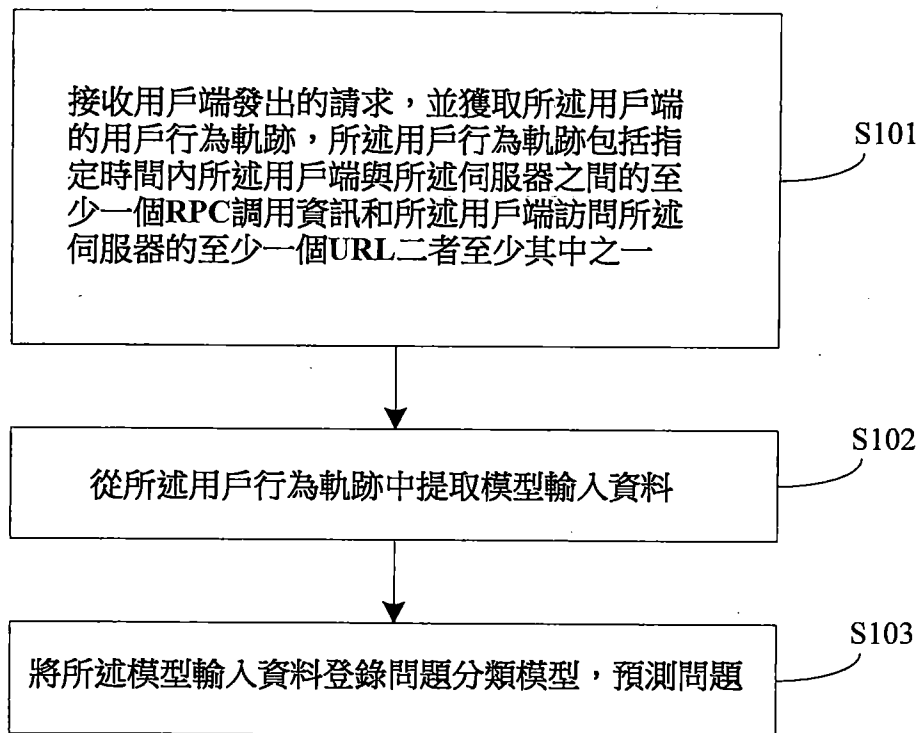 接收用戶端發出的請求，並獲取所述用戶端
的用戶行為軌跡，所述用戶行為軌跡包括指
定時間內所述用戶端與所述伺服器之間的至
少一個RPC調用資訊和所述用戶端訪問所述
伺服器的至少一個URL二者至少其中之一
S101
從所述用戶行為軌跡中提取模型輸入資料
S102
將所述模型輸入資料登錄問題分類模型，預測問題
S103